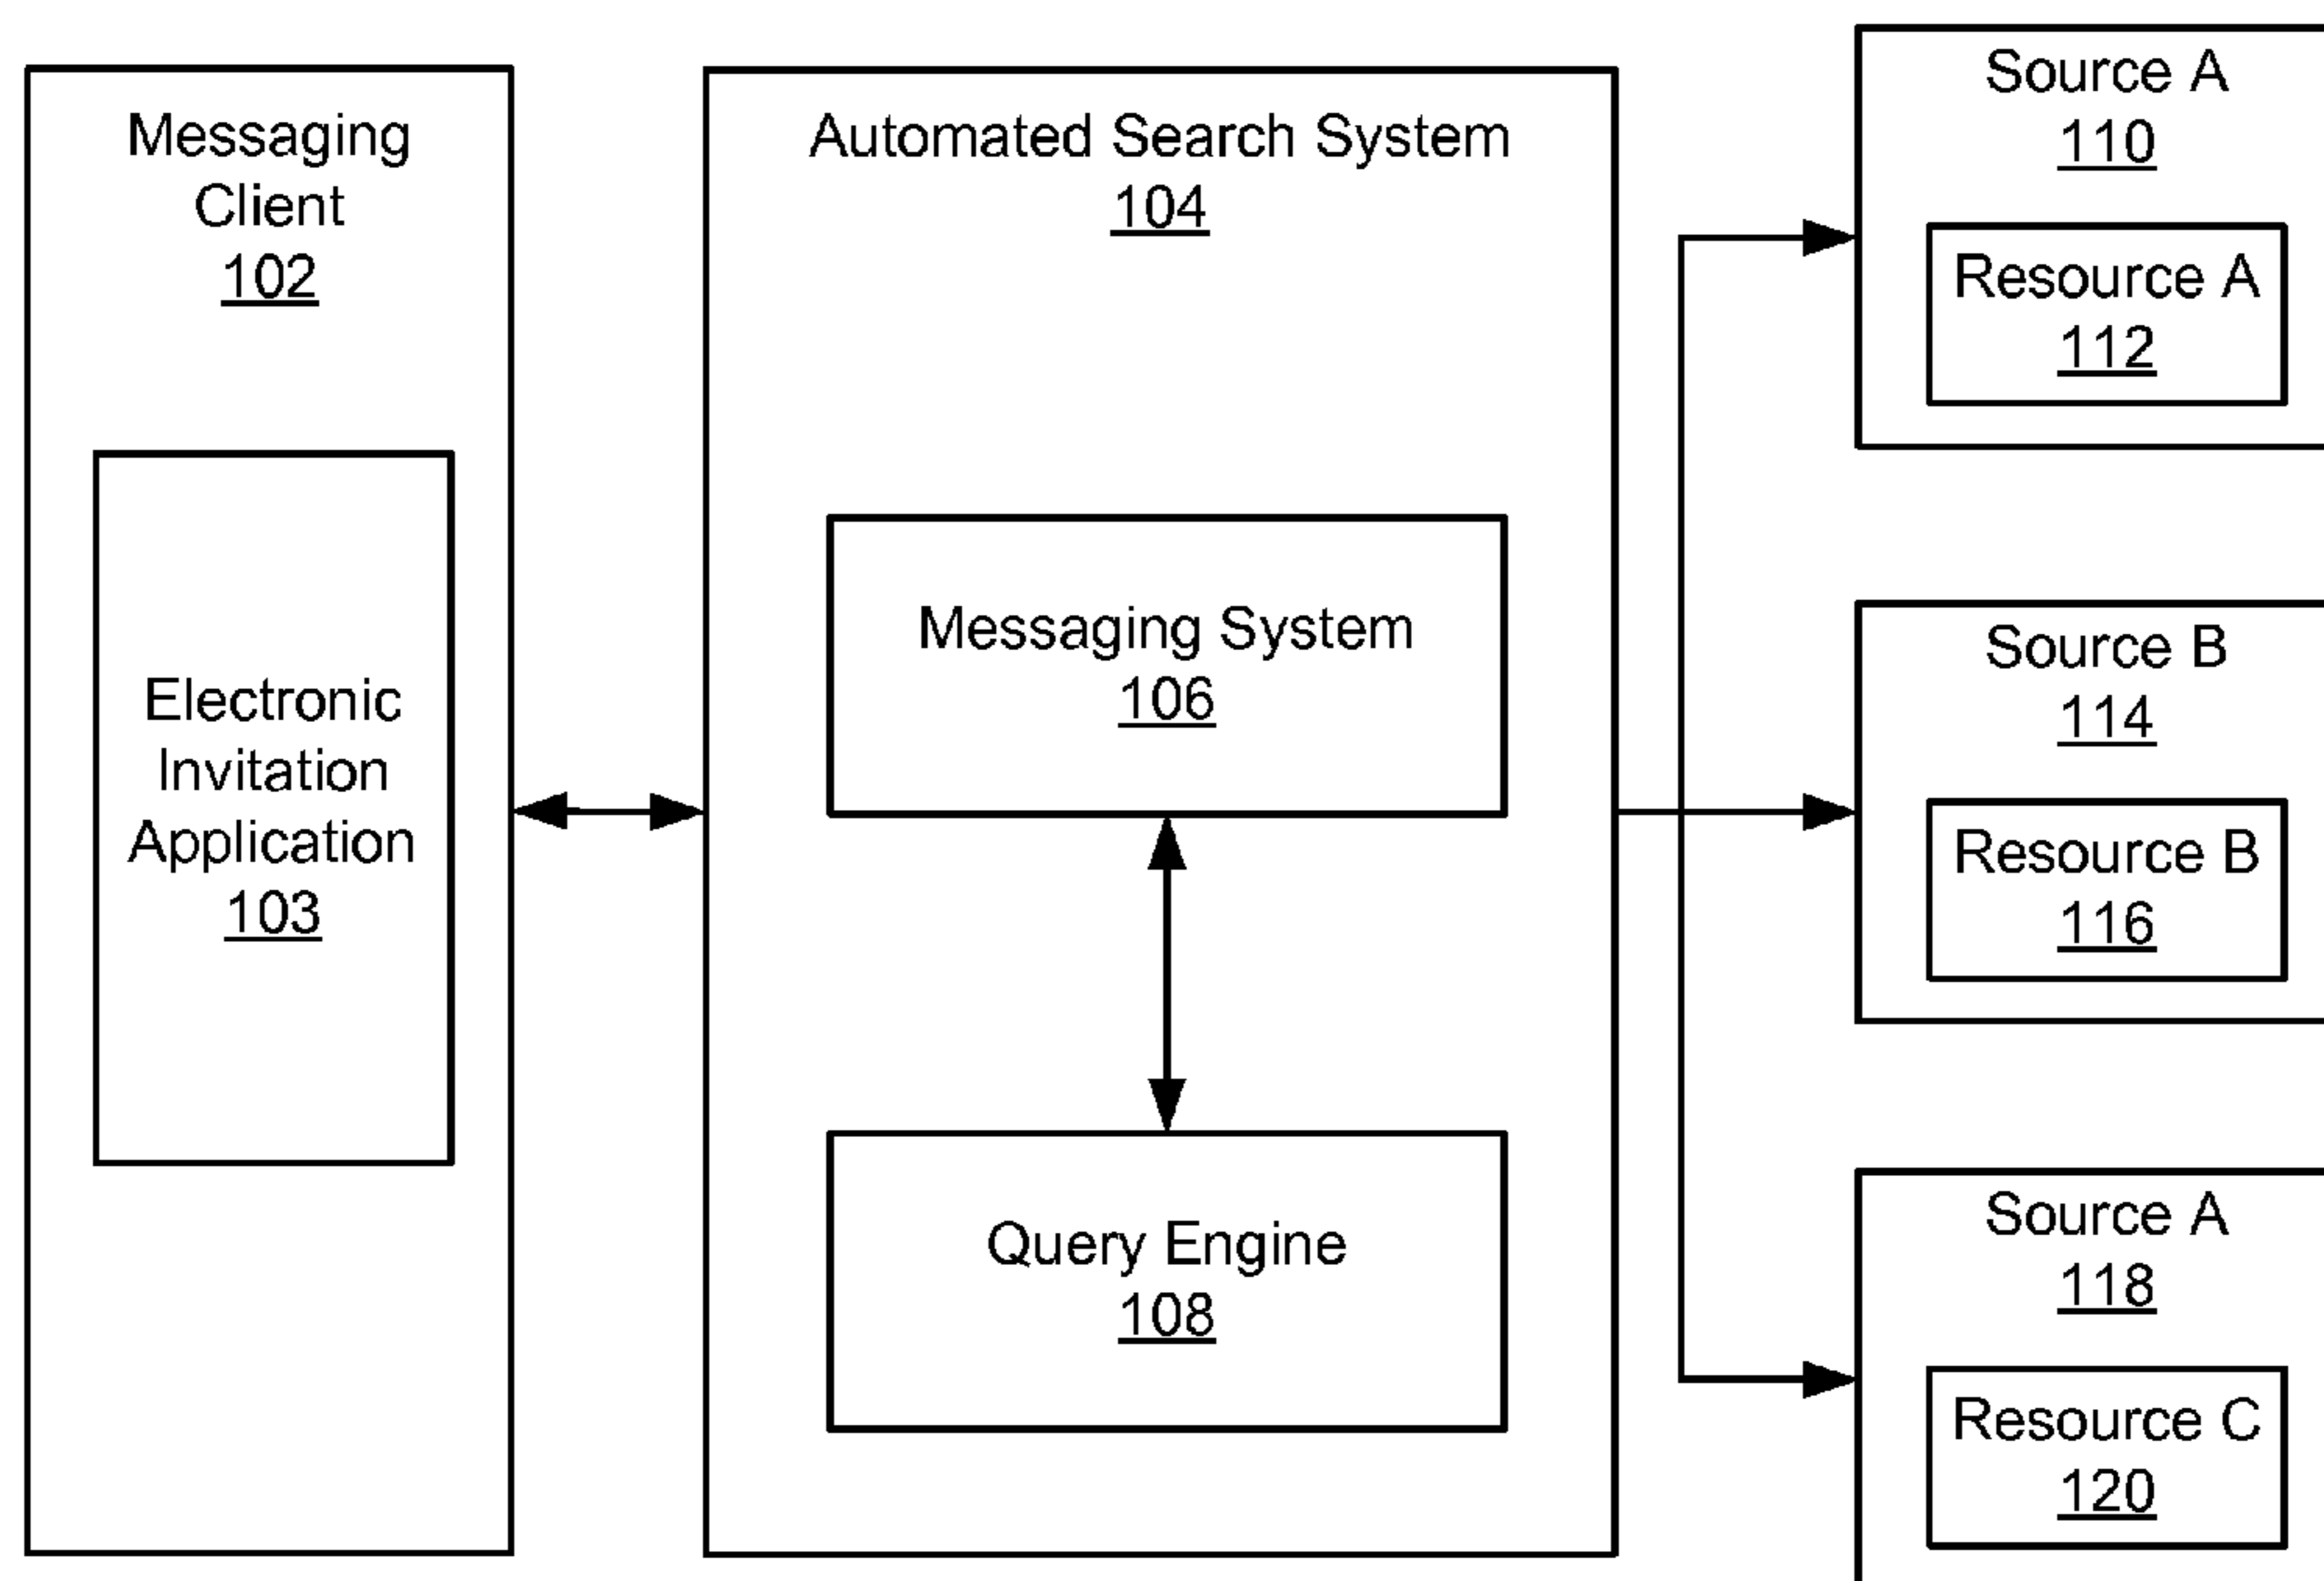 Messaging
Client
102
Electronic
Invitation
Application
103
Automated Search System
104
Messaging System
106
Query Engine
108
Source A
110
Resource A
112
Source B
114
Resource B
116
Source A
118
Resource C
120